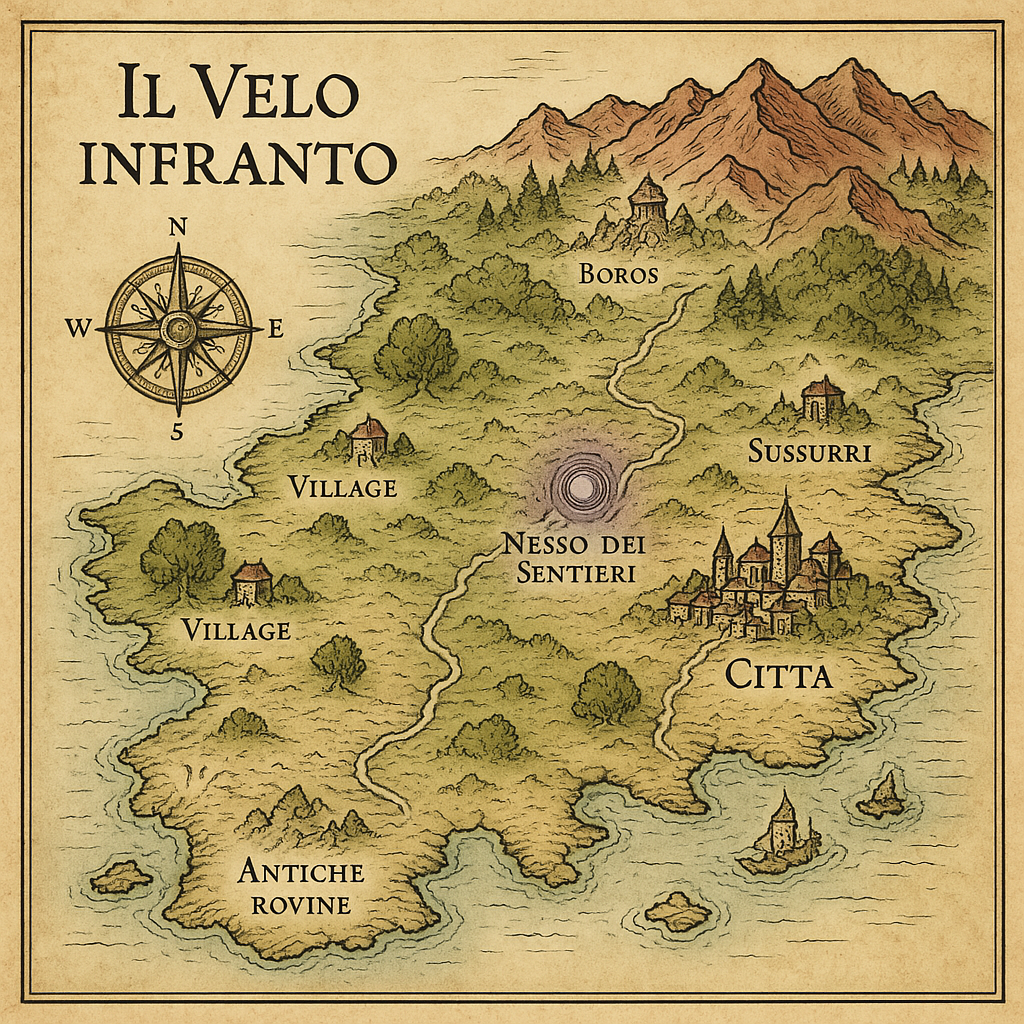 IL VELO
INFRANTO
N
W E
5
BOROS
SUSSURRI
VILLAGE
NESSO DEI
SENTIERI
VILLAGE
CITTA
ANTICHE
ROVINE